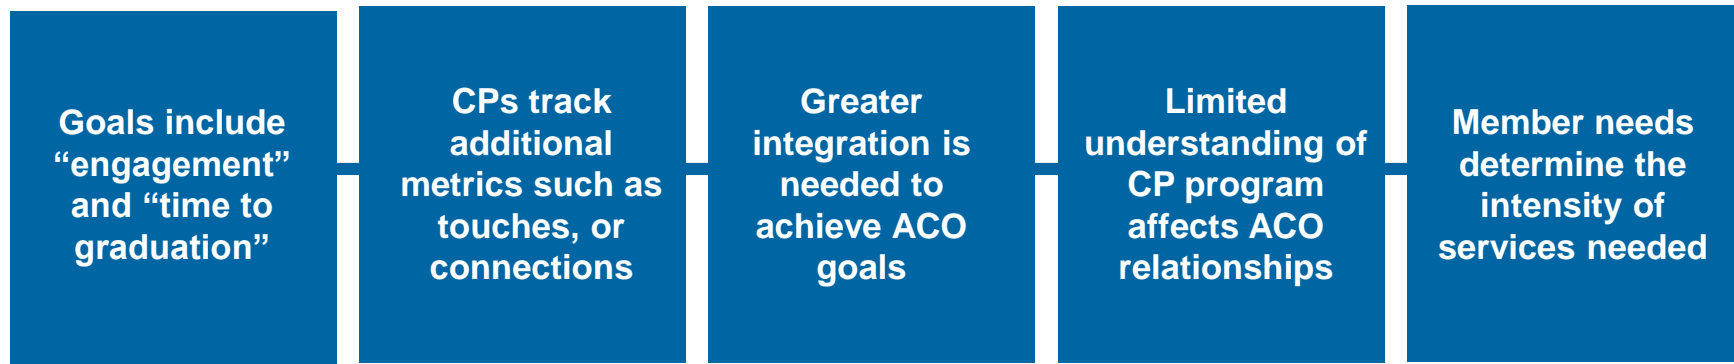 Goals include
“engagement”
and “time to
graduation”
CPs track
additional
metrics such as
touches, or
connections
Greater
integration is
needed to
achieve ACO
goals
Limited
understanding of
CP program
affects ACO
relationships
Member needs
determine the
intensity of
services needed